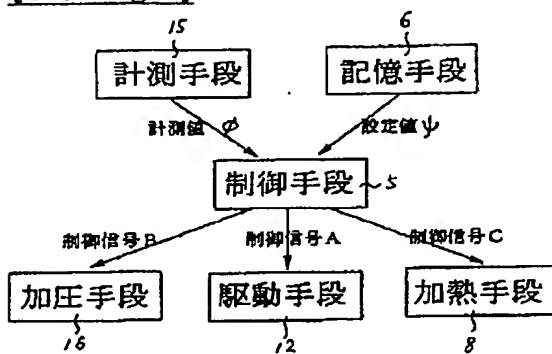 15 6
計測手段 記憶手段
計測値 φ 設定値 ψ
制御手段 5
制御信号B 制御信号A 制御信号C
加圧手段 駆動手段 加熱手段
16 12 8